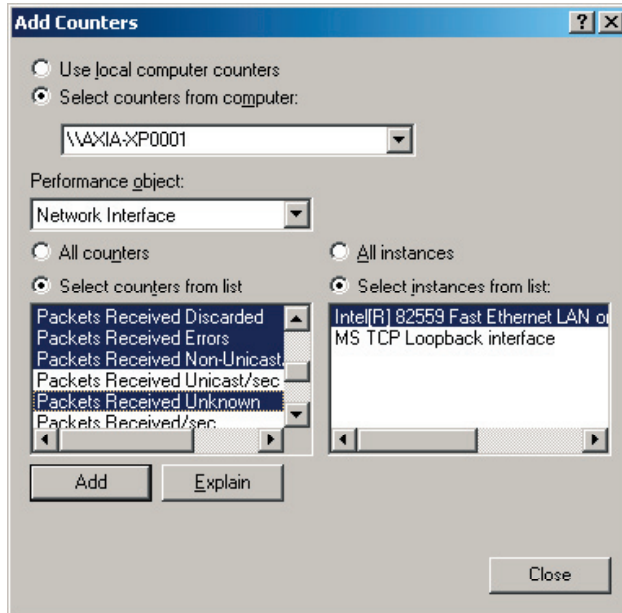 Add Counters
Use local computer counters
Select counters from computer:
\\AXIA-XP0001
Performance object:
Network Interface
All counters
All instances
Select counters from list
Select instances from list:
Packets Received Discarded
Packets Received Errors
Packets Received Non-Unicast/
Packets Received Unicast/sec
Packets Received Unknown
Packets Received/sec
Intel[R] 82559 Fast Ethernet LAN o
MS TCP Loopback interface
Add
Explain
Close